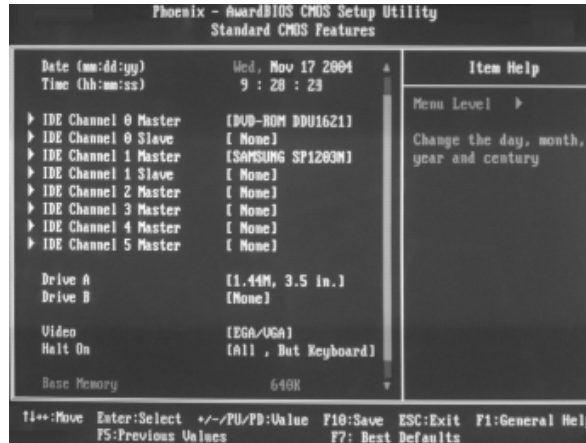 Phoenix - AwardBIOS CMOS Setup Utility
Standard CMOS Features
Date (mm:dd:yy) Wed, Nov 17 2004
Time (hh:mm:ss) 9 : 28 : 23
IDE Channel 0 Master [DVD-ROM DDU1621]
IDE Channel 0 Slave [ None]
IDE Channel 1 Master [SAMSUNG SP1203N]
IDE Channel 1 Slave [ None]
IDE Channel 2 Master [ None]
IDE Channel 3 Master [ None]
IDE Channel 4 Master [ None]
IDE Channel 5 Master [ None]
Drive A [1.44M, 3.5 in.]
Drive B [None]
Video [EGA/VGA]
Halt On [All , But Keyboard]
Base Memory 640K
Item Help
Menu Level
Change the day, month,
year and century
↑↓→←:Move Enter:Select +/-/PU/PD:Value F10:Save ESC:Exit F1:General Hel
F5:Previous Values F7: Best Defaults